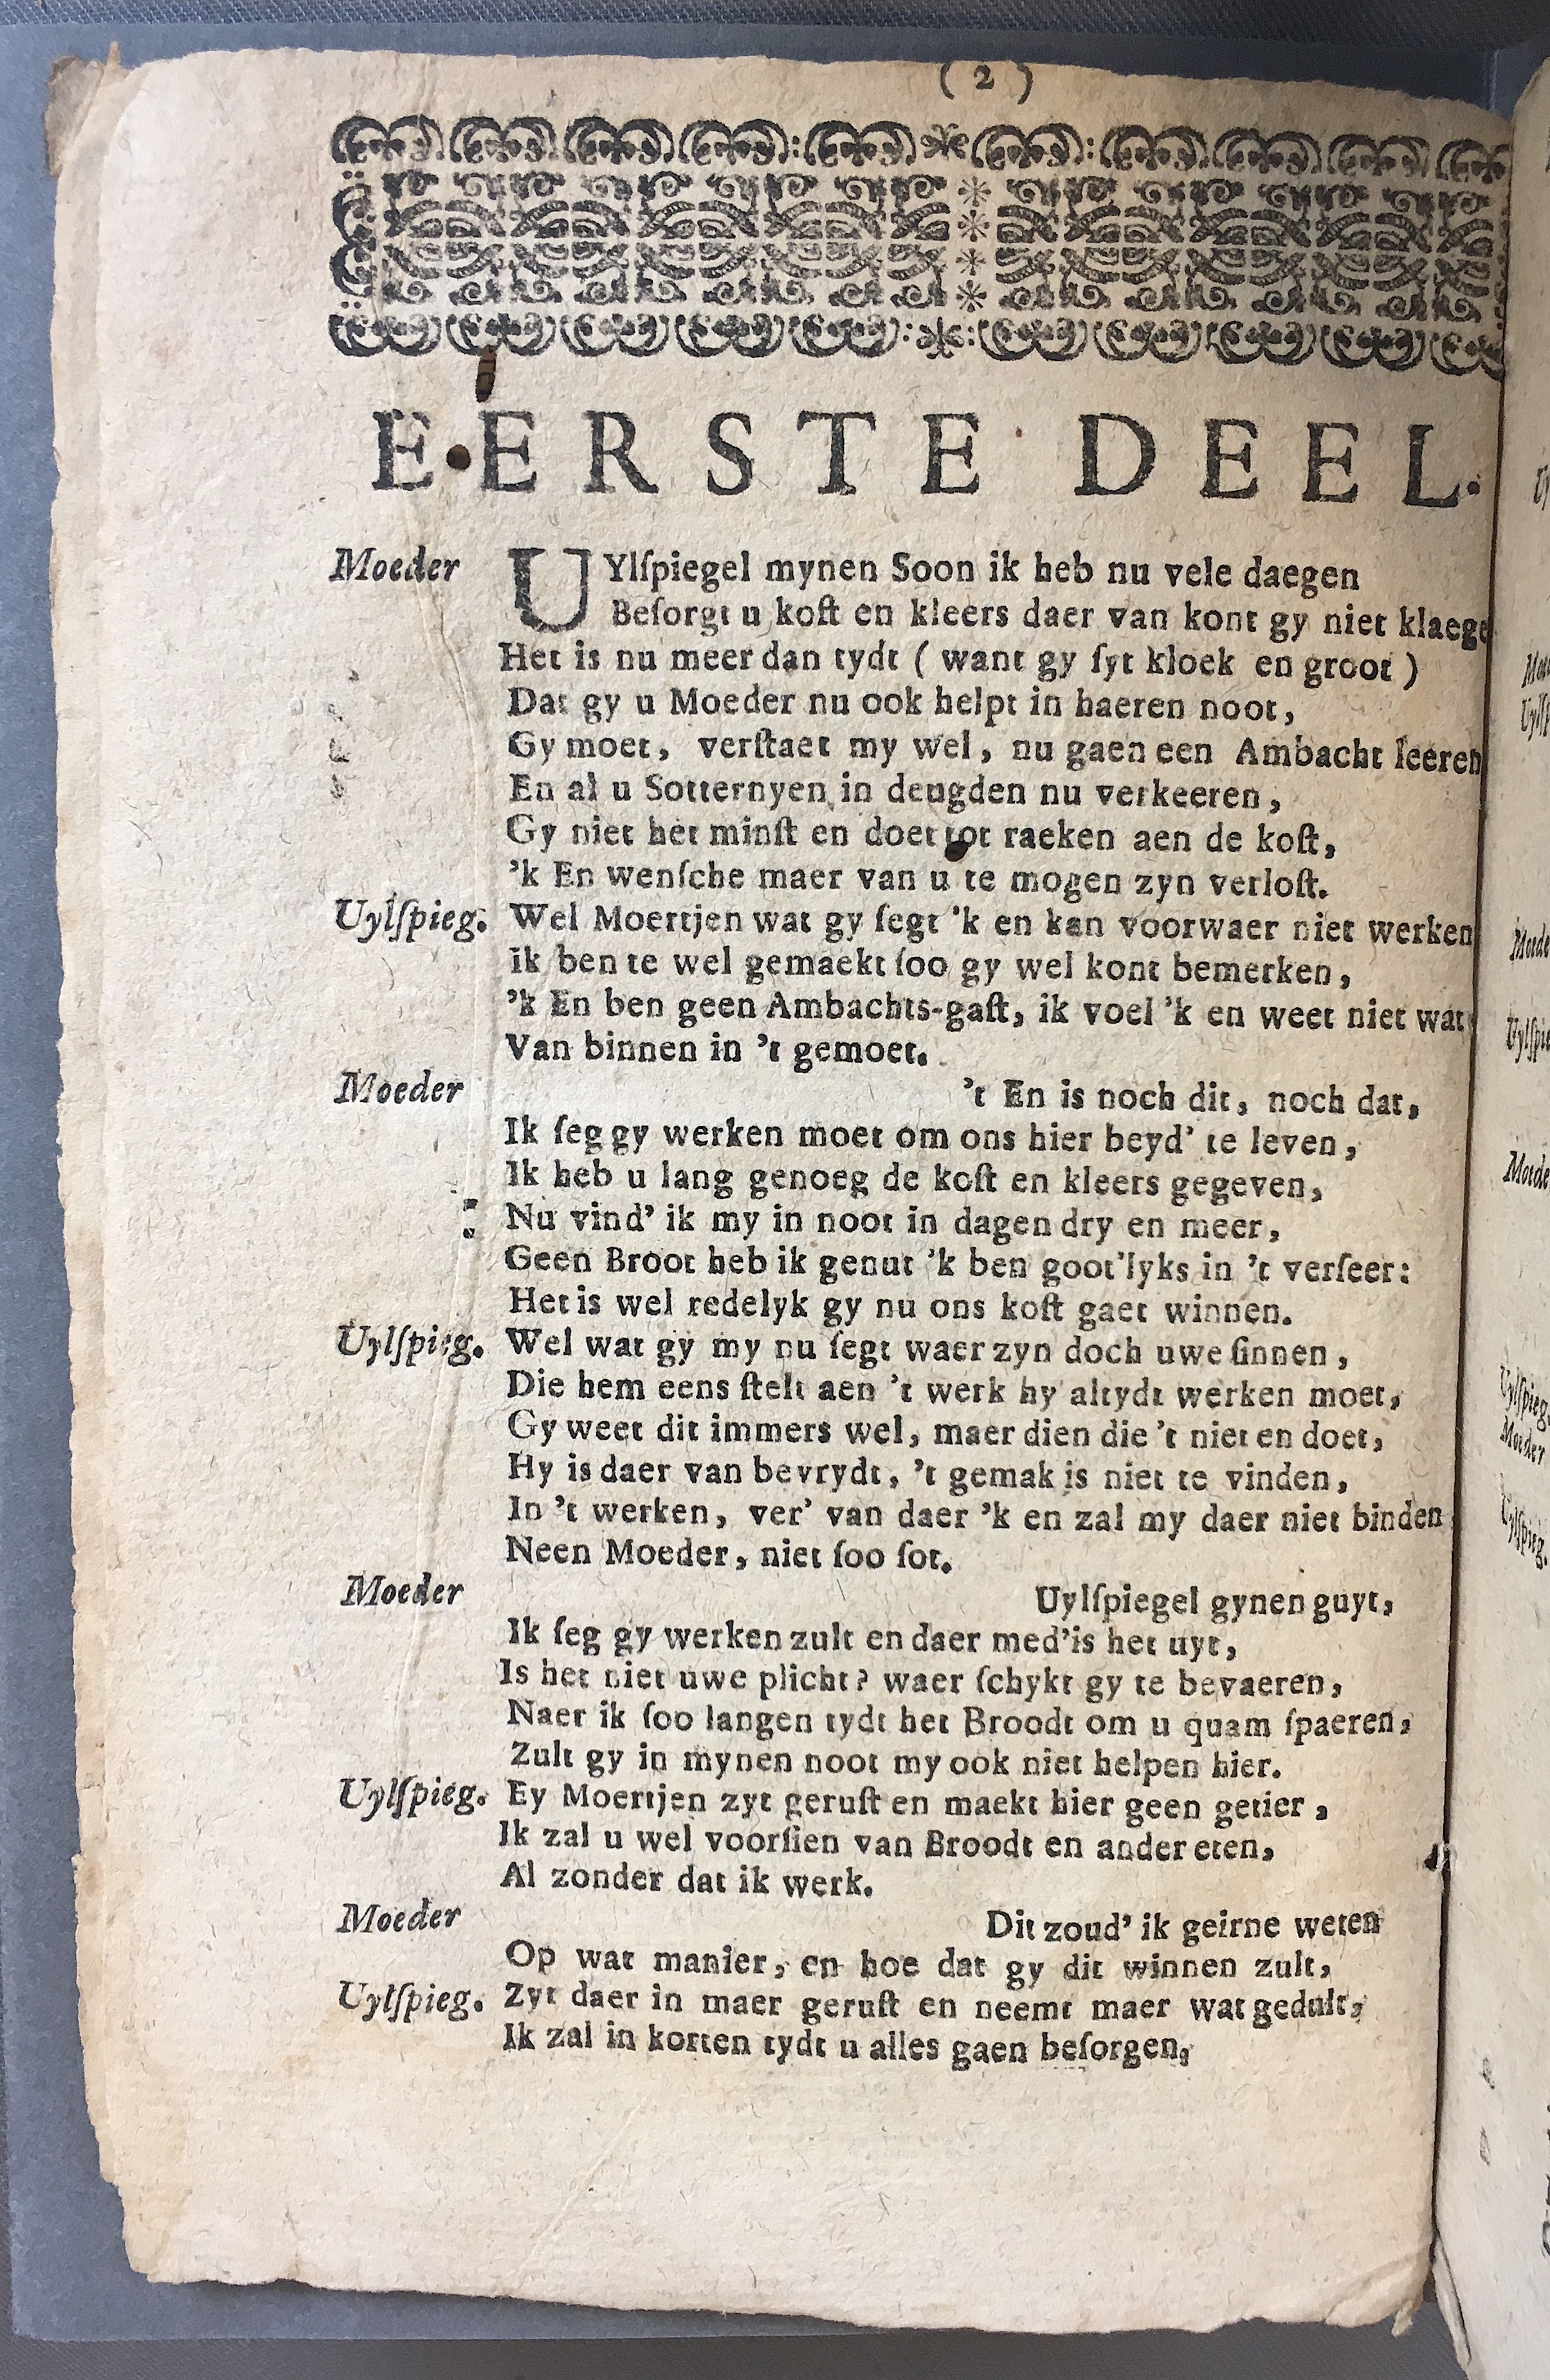 ( 2 )
EERSTE DEEL.
Moeder UYlſpiegel mynen Soon ik heb nu vele daegen
Beſorgt u koſt en kleers daer van kont gy niet klaege
Het is nu meer dan tydt ( want gy ſyt kloek en groot )
Dat gy u Moeder nu ook helpt in haeren noot,
Gy moet, verſtaet my wel, nu gaen een Ambacht leeren
En al u Sotternyen in deugden nu verkeeren,
Gy niet het minſt en doet tot raeken aen de koſt,
'k En wenſche maer van u te mogen zyn verloſt.
Uylſpieg. Wel Moertjen wat gy ſegt 'k en kan voorwaer niet werken
ik ben te wel gemaekt ſoo gy wel kont bemerken,
'k En ben geen Ambachts-gaſt, ik voel 'k en weet niet wat
Van binnen in 't gemoet.
Moeder 't En is noch dit, noch dat,
Ik ſeg gy werken moet om ons hier beyd' te leven,
Ik heb u lang genoeg de koſt en kleers gegeven,
Nu vind' ik my in noot in dagen dry en meer,
Geen Broot heb ik genut 'k ben goot'lyks in 't verſeer:
Het is wel redelyk gy nu ons koſt gaet winnen.
Uylſpieg. Wel wat gy my nu ſegt waer zyn doch uwe ſinnen,
Die hem eens ſtelt aen 't werk hy altydt werken moet,
Gy weet dit immers wel, maer dien die 't niet en doet,
Hy is daer van bevrydt, 't gemak is niet te vinden,
In 't werken, ver' van daer 'k en zal my daer niet binden
Neen Moeder, niet ſoo ſot.
Moeder Uylſpiegel gynen guyt,
Ik ſeg gy werken zult en daer med'is het uyt,
Is het niet uwe plicht? waer ſchykt gy te bevaeren,
Naer ik ſoo langen tydt het Broodt om u quam ſpaeren,
Zult gy in mynen noot my ook niet helpen hier.
Uylſpieg. Ey Moertjen zyt geruſt en maekt hier geen getier,
Ik zal u wel voorſien van Broodt en ander eten,
Al zonder dat ik werk.
Moeder Dit zoud' ik geirne weten
Op wat manier, en hoe dat gy dit winnen zult,
Uylſpieg. Zyt daer in maer geruſt en neemt maer wat gedult,
Ik zal in korten tydt u alles gaen beſorgen,